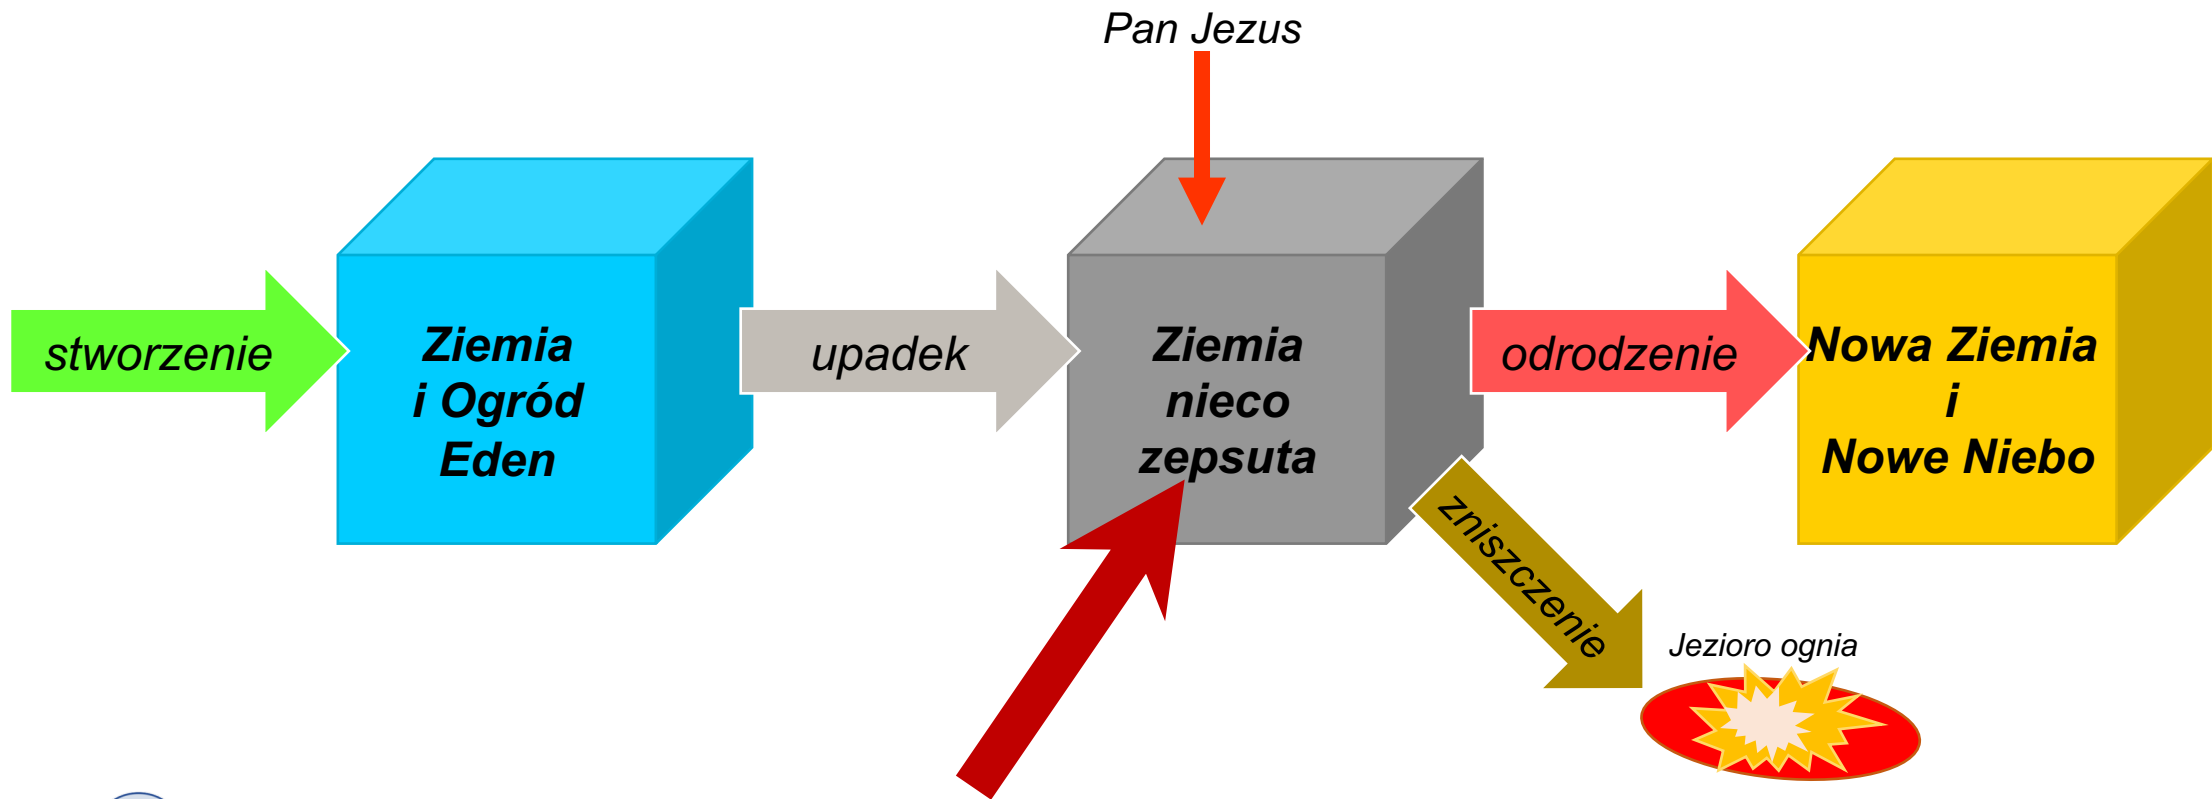 Pan Jezus
stworzenie
Ziemia
i Ogród
Eden
upadek
Ziemia
nieco
zepsuta
odrodzenie
Nowa Ziemia
i
Nowe Niebo
zniszczenie
Jezioro ognia